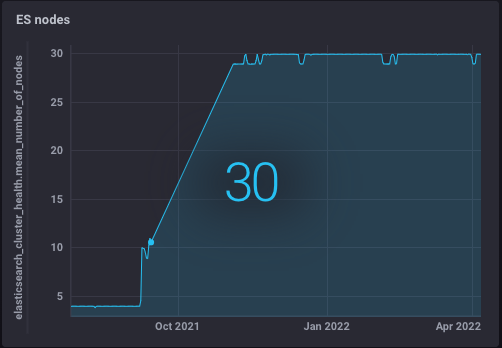 ES nodes
elasticsearch_cluster_health.mean_number_of_nodes
30
25
20
15
10
5
30
Oct 2021
Jan 2022
Apr 2022